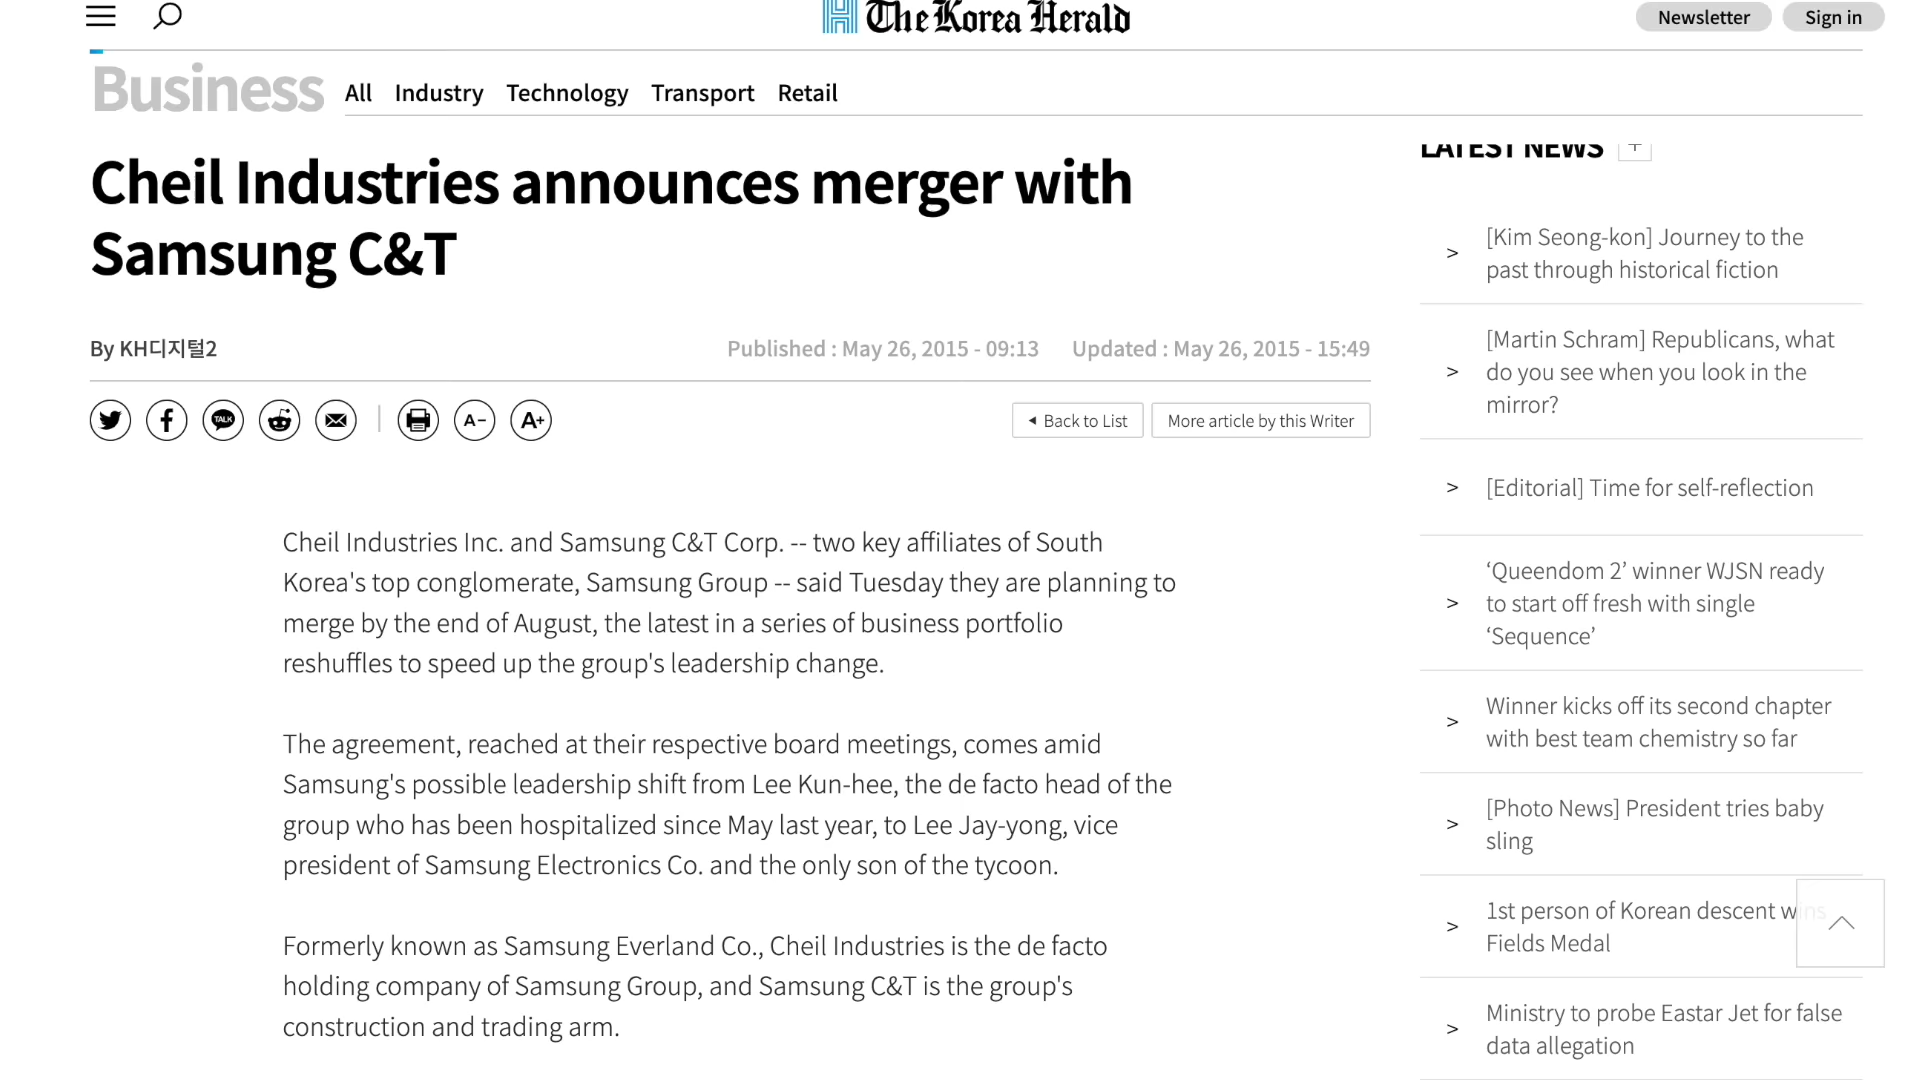 The Korea Herald
Newsletter
Sign in
Business
All
Industry
Technology
Transport
Retail
Cheil Industries announces merger with
Samsung C&T
By KH디지털2
Published : May 26, 2015 - 09:13
Updated : May 26, 2015 - 15:49
TALK
A-
A+
Back to List
More article by this Writer
Cheil Industries Inc. and Samsung C&T Corp. -- two key affiliates of South
Korea's top conglomerate, Samsung Group -- said Tuesday they are planning to
merge by the end of August, the latest in a series of business portfolio
reshuffles to speed up the group's leadership change.
The agreement, reached at their respective board meetings, comes amid
Samsung's possible leadership shift from Lee Kun-hee, the de facto head of the
group who has been hospitalized since May last year, to Lee Jay-yong, vice
president of Samsung Electronics Co. and the only son of the tycoon.
Formerly known as Samsung Everland Co., Cheil Industries is the de facto
holding company of Samsung Group, and Samsung C&T is the group's
construction and trading arm.
LATEST NEWS +
> [Kim Seong-kon] Journey to the
past through historical fiction
> [Martin Schram] Republicans, what
do you see when you look in the
mirror?
> [Editorial] Time for self-reflection
> ‘Queendom 2’ winner WJSN ready
to start off fresh with single
‘Sequence’
> Winner kicks off its second chapter
with best team chemistry so far
> [Photo News] President tries baby
sling
> 1st person of Korean descent wins
Fields Medal
> Ministry to probe Eastar Jet for false
data allegation